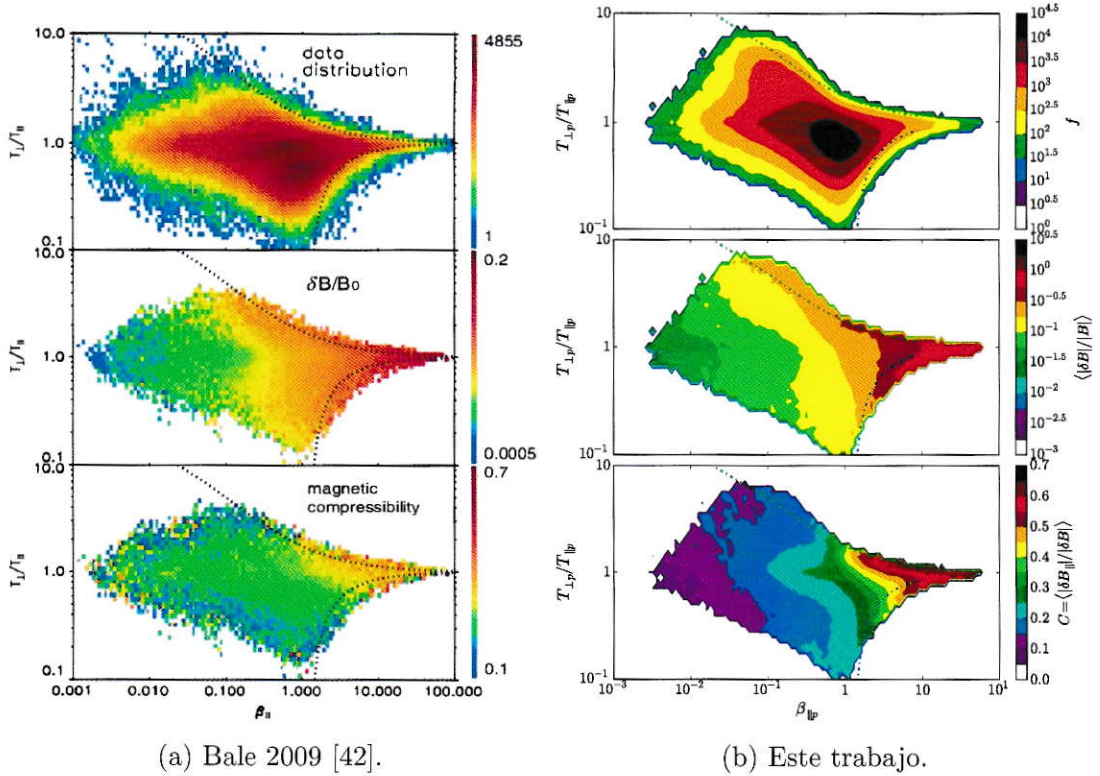 10.0
data
distribution
4855
T⊥/T∥
1.0
1
0.1
δB/B₀
0.2
T⊥/T∥
1.0
0.0005
0.1
10.0
magnetic
compressibility
0.7
T⊥/T∥
1.0
0.1
0.1
0.001 0.010 0.100 1.000 10.000 100.000
β∥
(a) Bale 2009 [42].
10
T⊥p/T∥p
1
10⁻¹
10^4.5
10^4
10^3.5
10^3
10^2.5
10^2
10^1.5
10^1
10^0.5
10^0
f
10
T⊥p/T∥p
1
10⁻¹
10^0.5
10^0
10^−0.5
10^−1
10^−1.5
10^−2
10^−2.5
10^−3
⟨|δB|/|B|⟩
10
T⊥p/T∥p
1
10⁻¹
0.7
0.6
0.5
0.4
0.3
0.2
0.1
0.0
C=⟨|δB∥|/|δB|⟩
10⁻³ 10⁻² 10⁻¹ 1 10¹ 10²
β∥p
(b) Este trabajo.